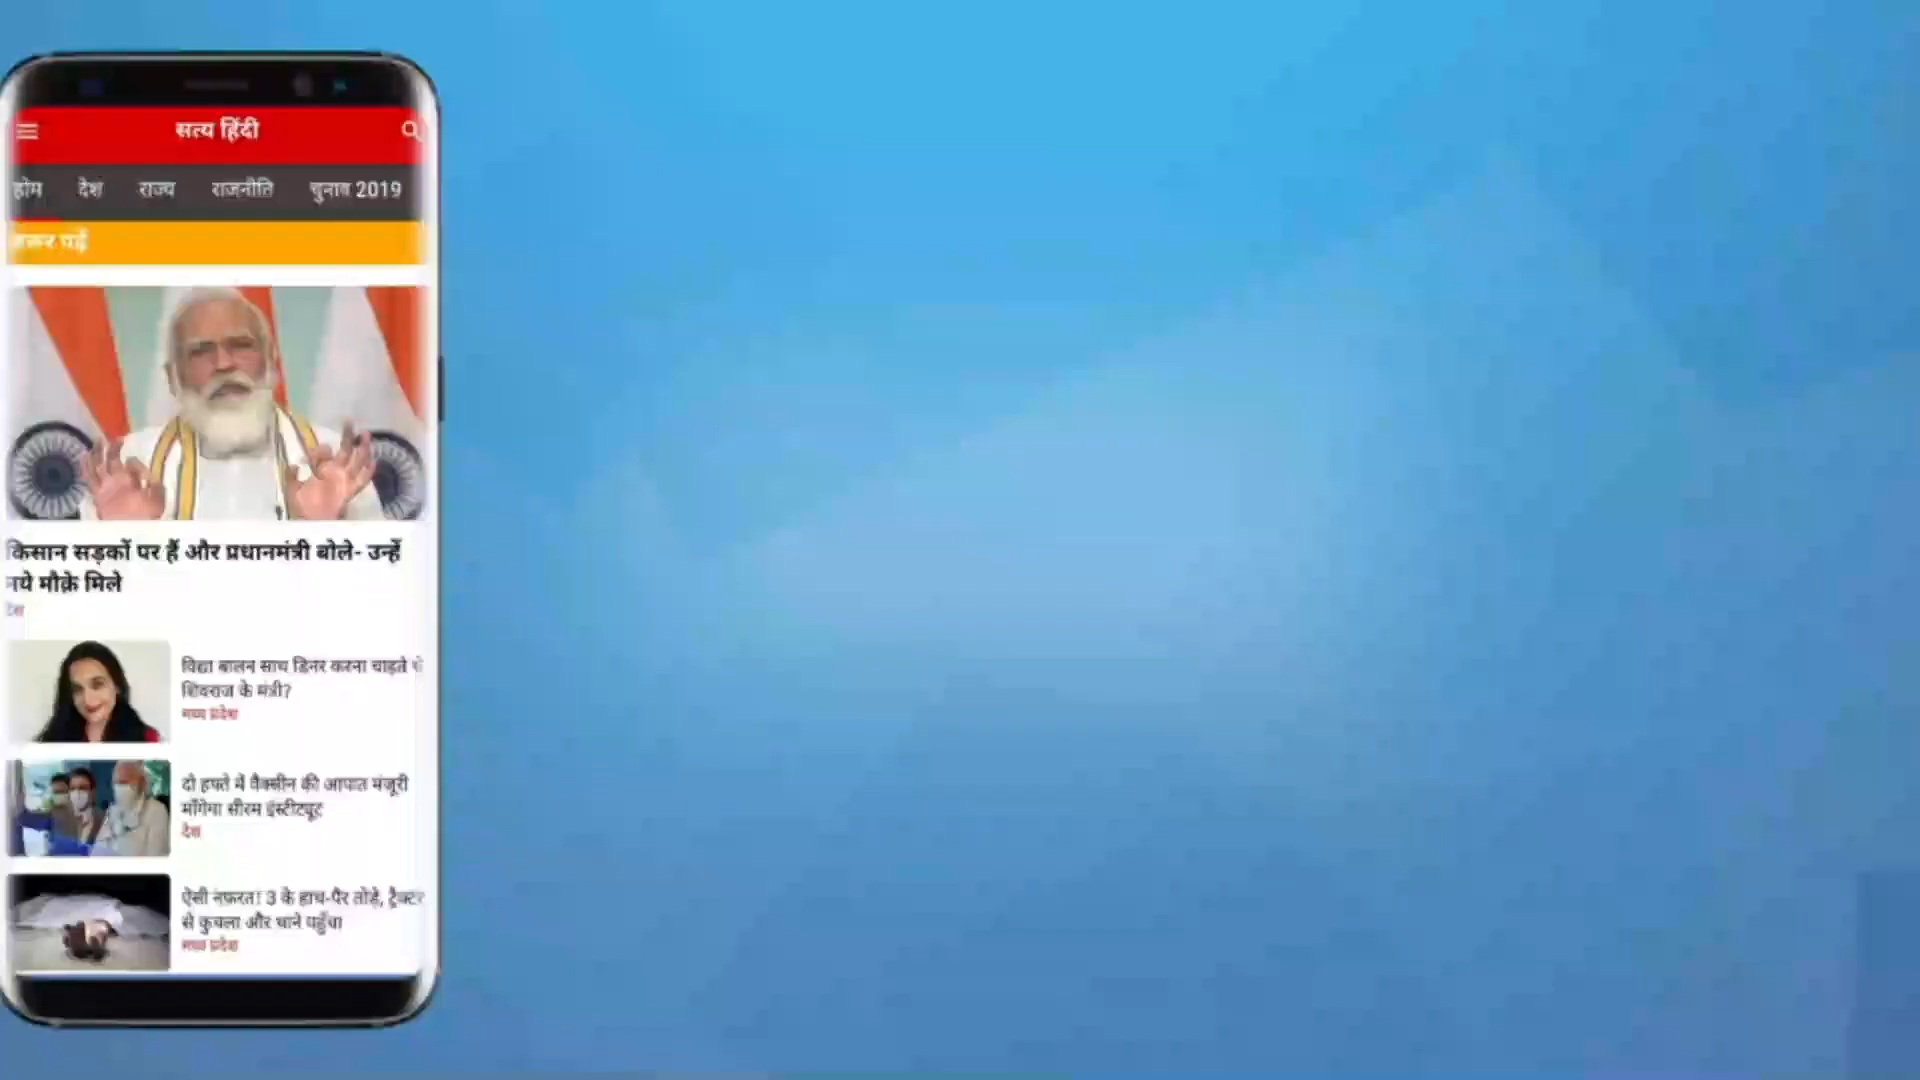 सत्य हिंदी
होम देश राज्य राजनीति चुनाव 2019
ज़रूर पढ़ें
किसान सड़कों पर हैं और प्रधानमंत्री बोले- उन्हें
नये मौक़े मिले
देश
विद्या बालन साथ डिनर करना चाहते थे
शिवराज के मंत्री?
मध्य प्रदेश
दो हफ्ते में वैक्सीन की आपात मंजूरी
माँगेगा सीरम इंस्टीट्यूट
देश
ऐसी नफ़रत! 3 के हाथ-पैर तोड़े, ट्रैक्टर
से कुचला और थाने पहुँचा
मध्य प्रदेश